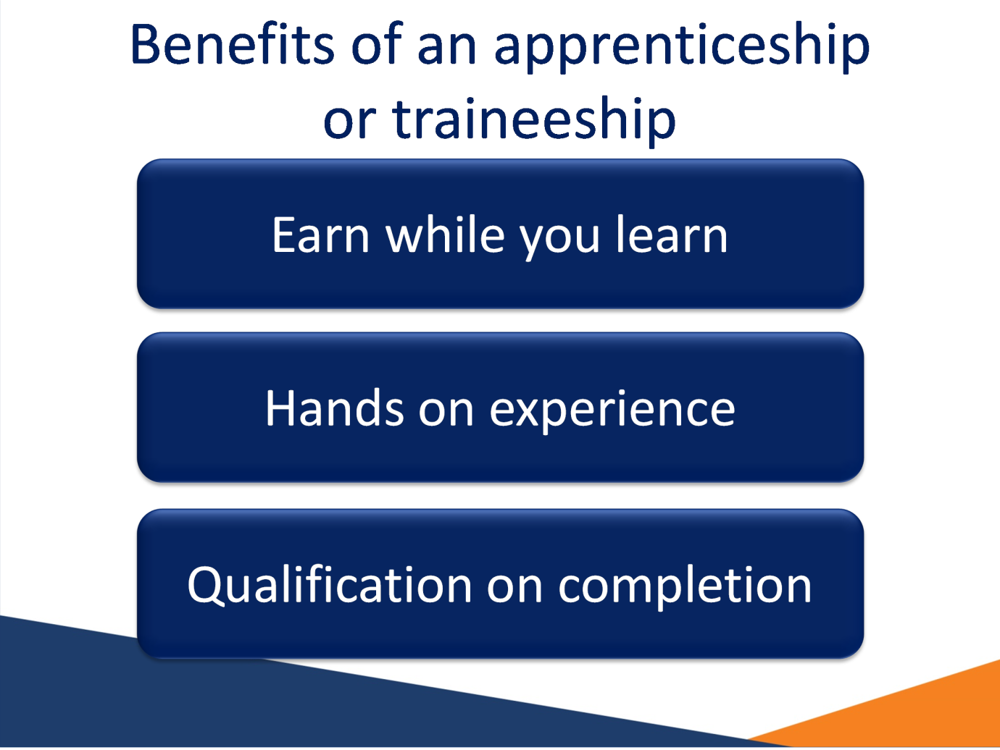 Benefits of an apprenticeship
or traineeship
Earn while you learn
Hands on experience
Qualification on completion